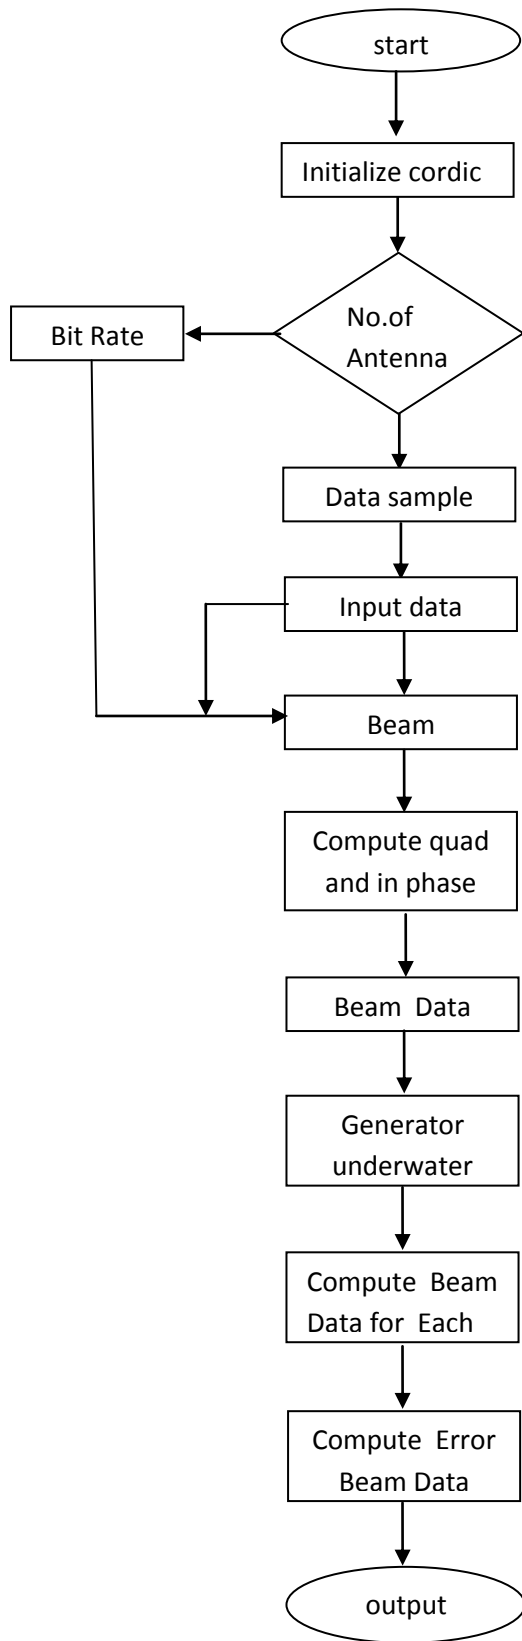 start
Initialize cordic
No.of
Antenna
Bit Rate
Data sample
Input data
Beam
Compute quad
and in phase
Beam Data
Generator
underwater
Compute Beam
Data for Each
Compute Error
Beam Data
output